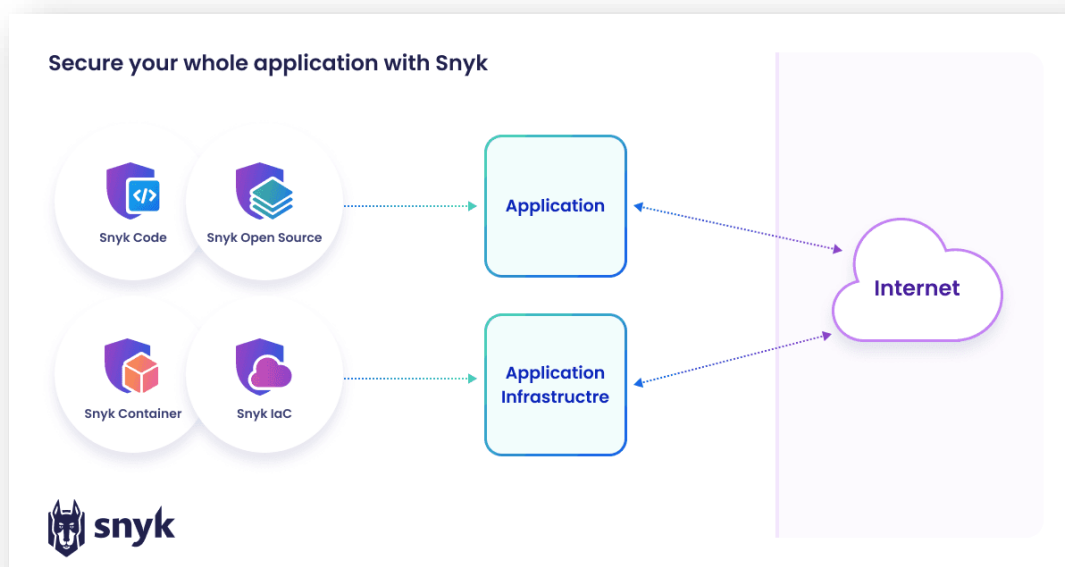 Secure your whole application with Snyk
Snyk Code
Snyk Open Source
Application
Internet
Snyk Container
Snyk IaC
Application
Infrastructre
snyk